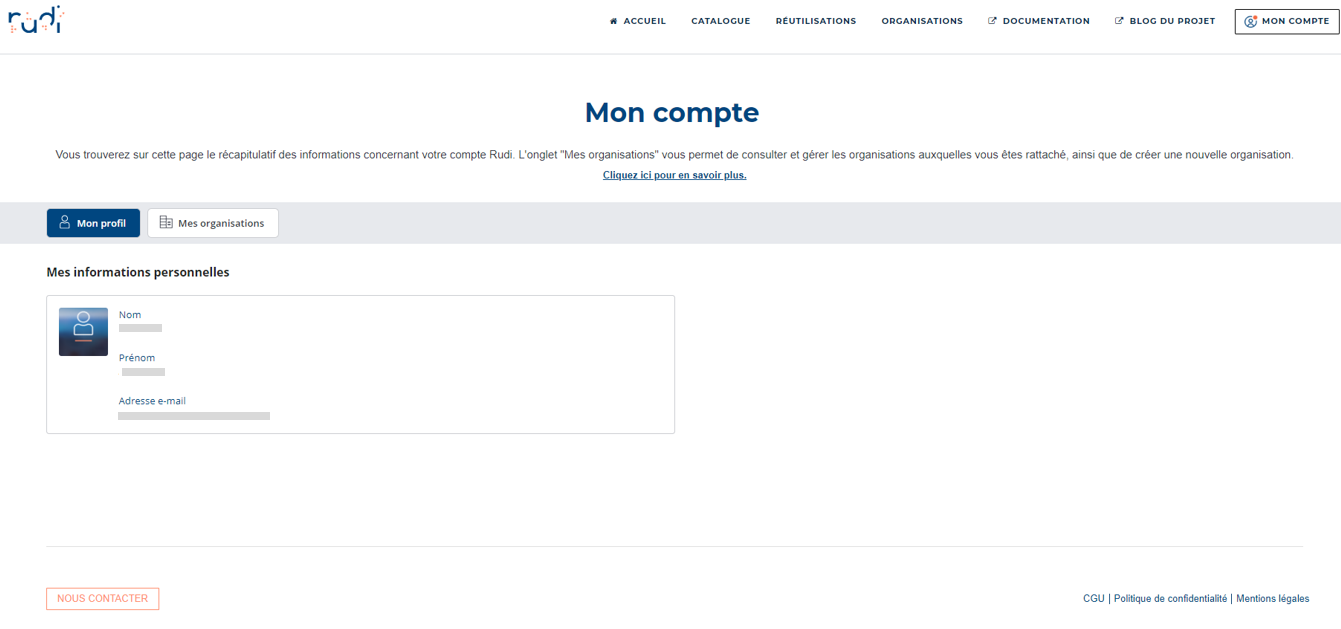 rudi
ACCUEIL CATALOGUE RÉUTILISATIONS ORGANISATIONS DOCUMENTATION BLOG DU PROJET MON COMPTE
Mon compte
Vous trouverez sur cette page le récapitulatif des informations concernant votre compte Rudi. L'onglet "Mes organisations" vous permet de consulter et gérer les organisations auxquelles vous êtes rattaché, ainsi que de créer une nouvelle organisation.
Cliquez ici pour en savoir plus.
Mon profil Mes organisations
Mes informations personnelles
Nom
Prénom
Adresse e-mail
NOUS CONTACTER
CGU | Politique de confidentialité | Mentions légales